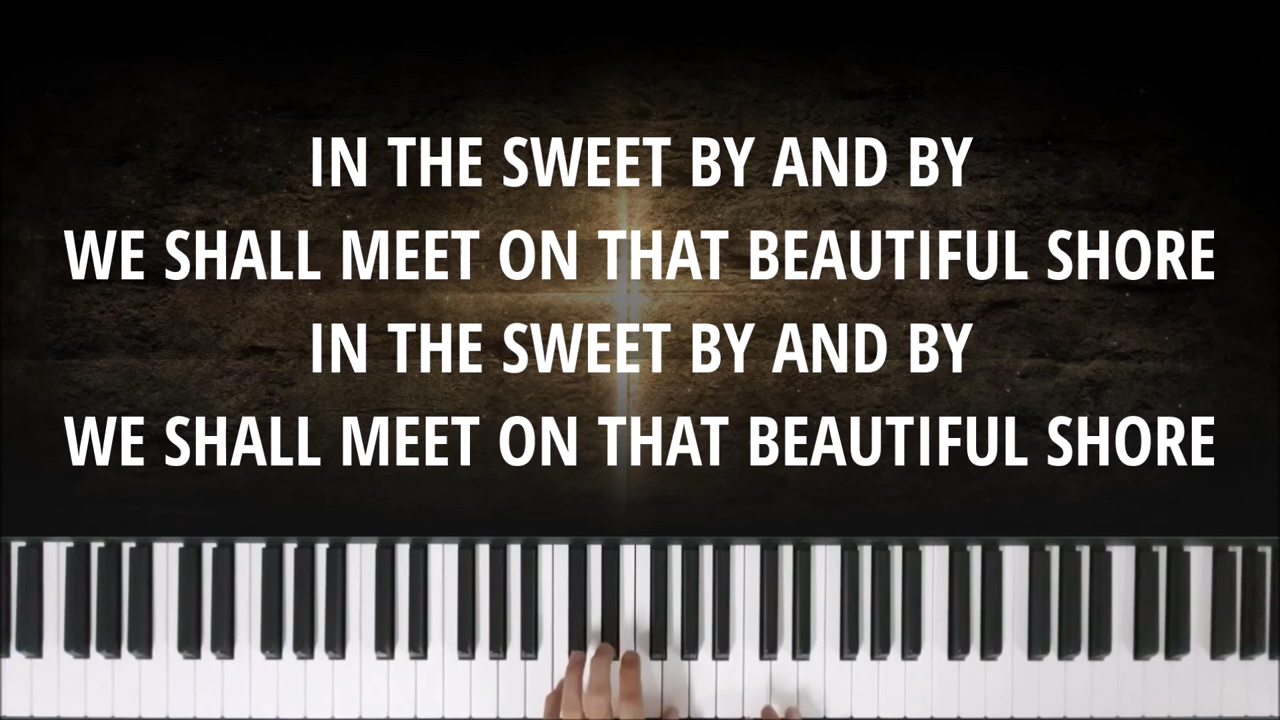 IN THE SWEET BY AND BY
WE SHALL MEET ON THAT BEAUTIFUL SHORE
IN THE SWEET BY AND BY
WE SHALL MEET ON THAT BEAUTIFUL SHORE